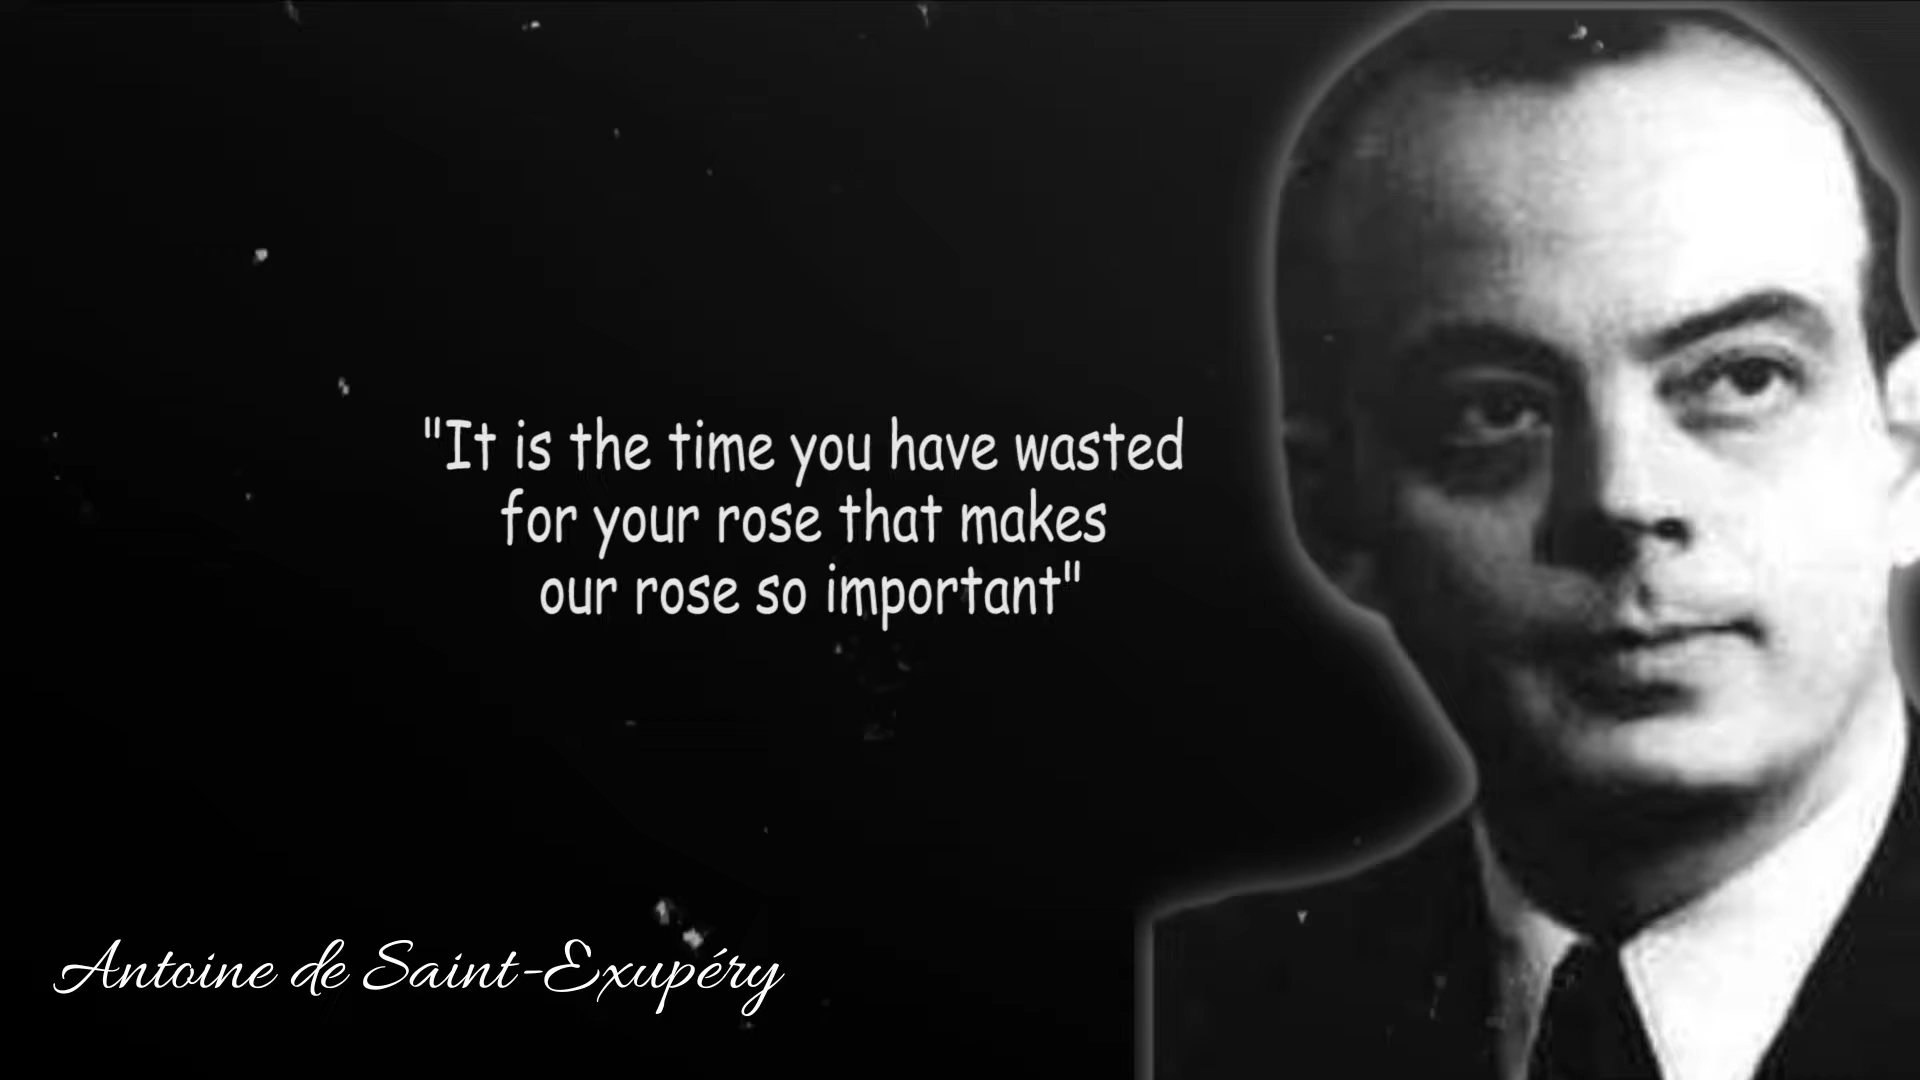 "It is the time you have wasted
for your rose that makes
our rose so important"
Antoine de Saint-Exupéry